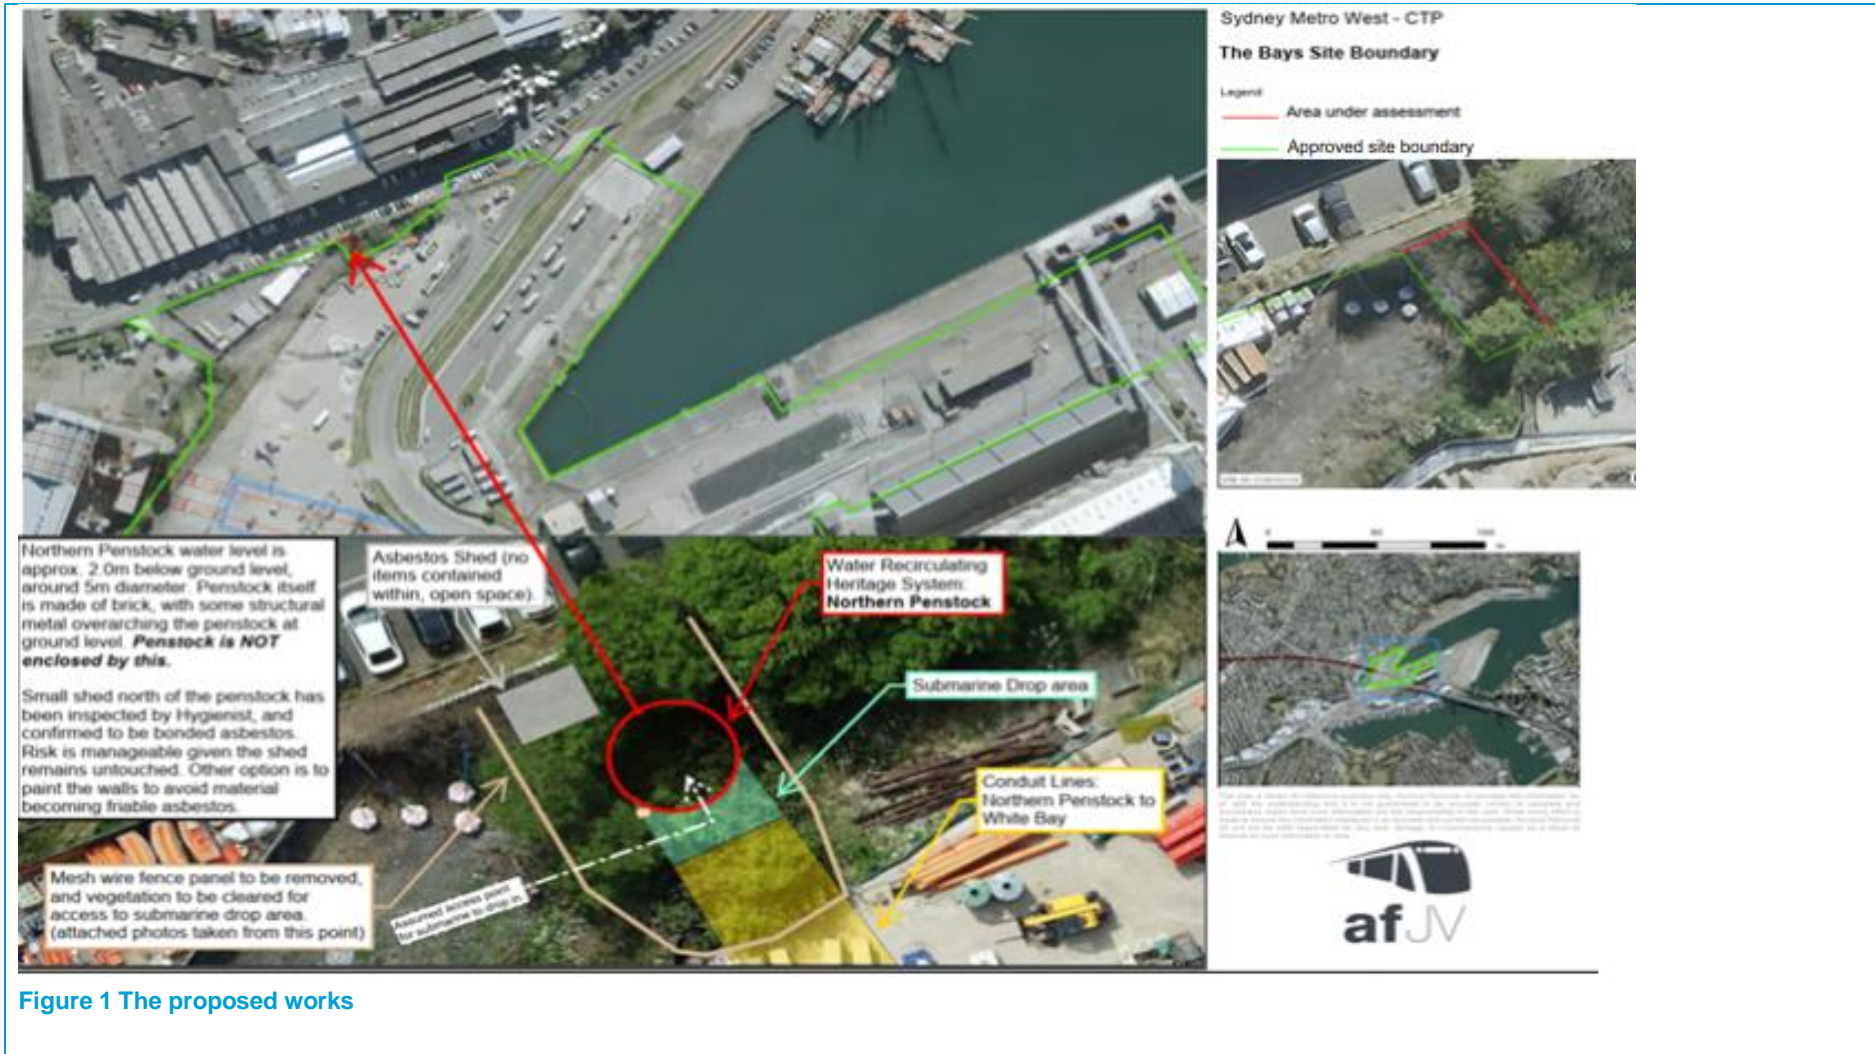 Sydney Metro West - CTP
The Bays Site Boundary
Legend
Area under assessment
Approved site boundary
Northern Penstock water level is
approx. 2.0m below ground level,
around 5m diameter. Penstock itself
is made of brick, with some structural
metal overarching the penstock at
ground level. Penstock is NOT
enclosed by this.
Small shed north of the penstock has
been inspected by Hygienist, and
confirmed to be bonded asbestos.
Risk is manageable given the shed
remains untouched. Other option is to
paint the walls to avoid material
becoming friable asbestos.
Asbestos Shed (no
items contained
within, open space).
Water Recirculating
Heritage System:
Northern Penstock
Submarine Drop area
Conduit Lines:
Northern Penstock to
White Bay
Mesh wire fence panel to be removed,
and vegetation to be cleared for
access to submarine drop area.
(attached photos taken from this point)
Assumed access point
for submarine to drop in.
afJV
Figure 1 The proposed works